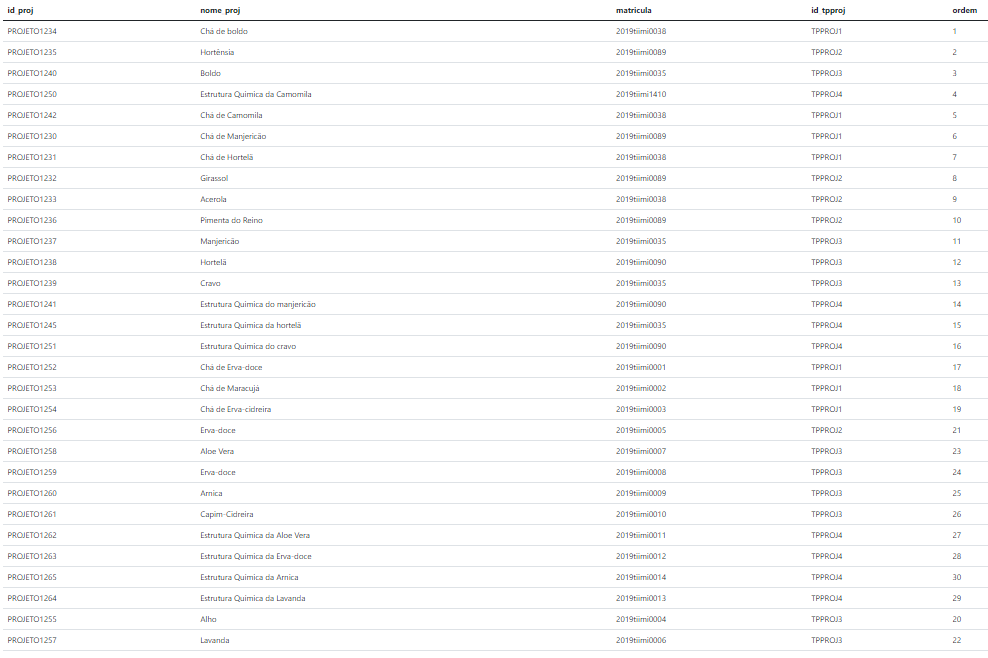 id_proj nome_proj matricula id_tpproj ordem
PROJETO1234 Chá de boldo 2019tiimi0038 TPPROJ1 1
PROJETO1235 Hortênsia 2019tiimi0089 TPPROJ2 2
PROJETO1240 Boldo 2019tiimi0035 TPPROJ3 3
PROJETO1250 Estrutura Química da Camomila 2019tiimi1410 TPPROJ4 4
PROJETO1242 Chá de Camomila 2019tiimi0038 TPPROJ1 5
PROJETO1230 Chá de Manjericão 2019tiimi0089 TPPROJ1 6
PROJETO1231 Chá de Hortelã 2019tiimi0038 TPPROJ1 7
PROJETO1232 Girassol 2019tiimi0089 TPPROJ2 8
PROJETO1233 Acerola 2019tiimi0038 TPPROJ2 9
PROJETO1236 Pimenta do Reino 2019tiimi0089 TPPROJ2 10
PROJETO1237 Manjericão 2019tiimi0035 TPPROJ3 11
PROJETO1238 Hortelã 2019tiimi0090 TPPROJ3 12
PROJETO1239 Cravo 2019tiimi0035 TPPROJ3 13
PROJETO1241 Estrutura Química do manjericão 2019tiimi0090 TPPROJ4 14
PROJETO1245 Estrutura Química da hortelã 2019tiimi0035 TPPROJ4 15
PROJETO1251 Estrutura Química do cravo 2019tiimi0090 TPPROJ4 16
PROJETO1252 Chá de Erva-doce 2019tiimi0001 TPPROJ1 17
PROJETO1253 Chá de Maracujá 2019tiimi0002 TPPROJ1 18
PROJETO1254 Chá de Erva-cidreira 2019tiimi0003 TPPROJ1 19
PROJETO1256 Erva-doce 2019tiimi0005 TPPROJ2 21
PROJETO1258 Aloe Vera 2019tiimi0007 TPPROJ3 23
PROJETO1259 Erva-doce 2019tiimi0008 TPPROJ3 24
PROJETO1260 Arnica 2019tiimi0009 TPPROJ3 25
PROJETO1261 Capim-Cidreira 2019tiimi0010 TPPROJ3 26
PROJETO1262 Estrutura Química da Aloe Vera 2019tiimi0011 TPPROJ4 27
PROJETO1263 Estrutura Química da Erva-doce 2019tiimi0012 TPPROJ4 28
PROJETO1265 Estrutura Química da Arnica 2019tiimi0014 TPPROJ4 30
PROJETO1264 Estrutura Química da Lavanda 2019tiimi0013 TPPROJ4 29
PROJETO1255 Alho 2019tiimi0004 TPPROJ3 20
PROJETO1257 Lavanda 2019tiimi0006 TPPROJ3 22